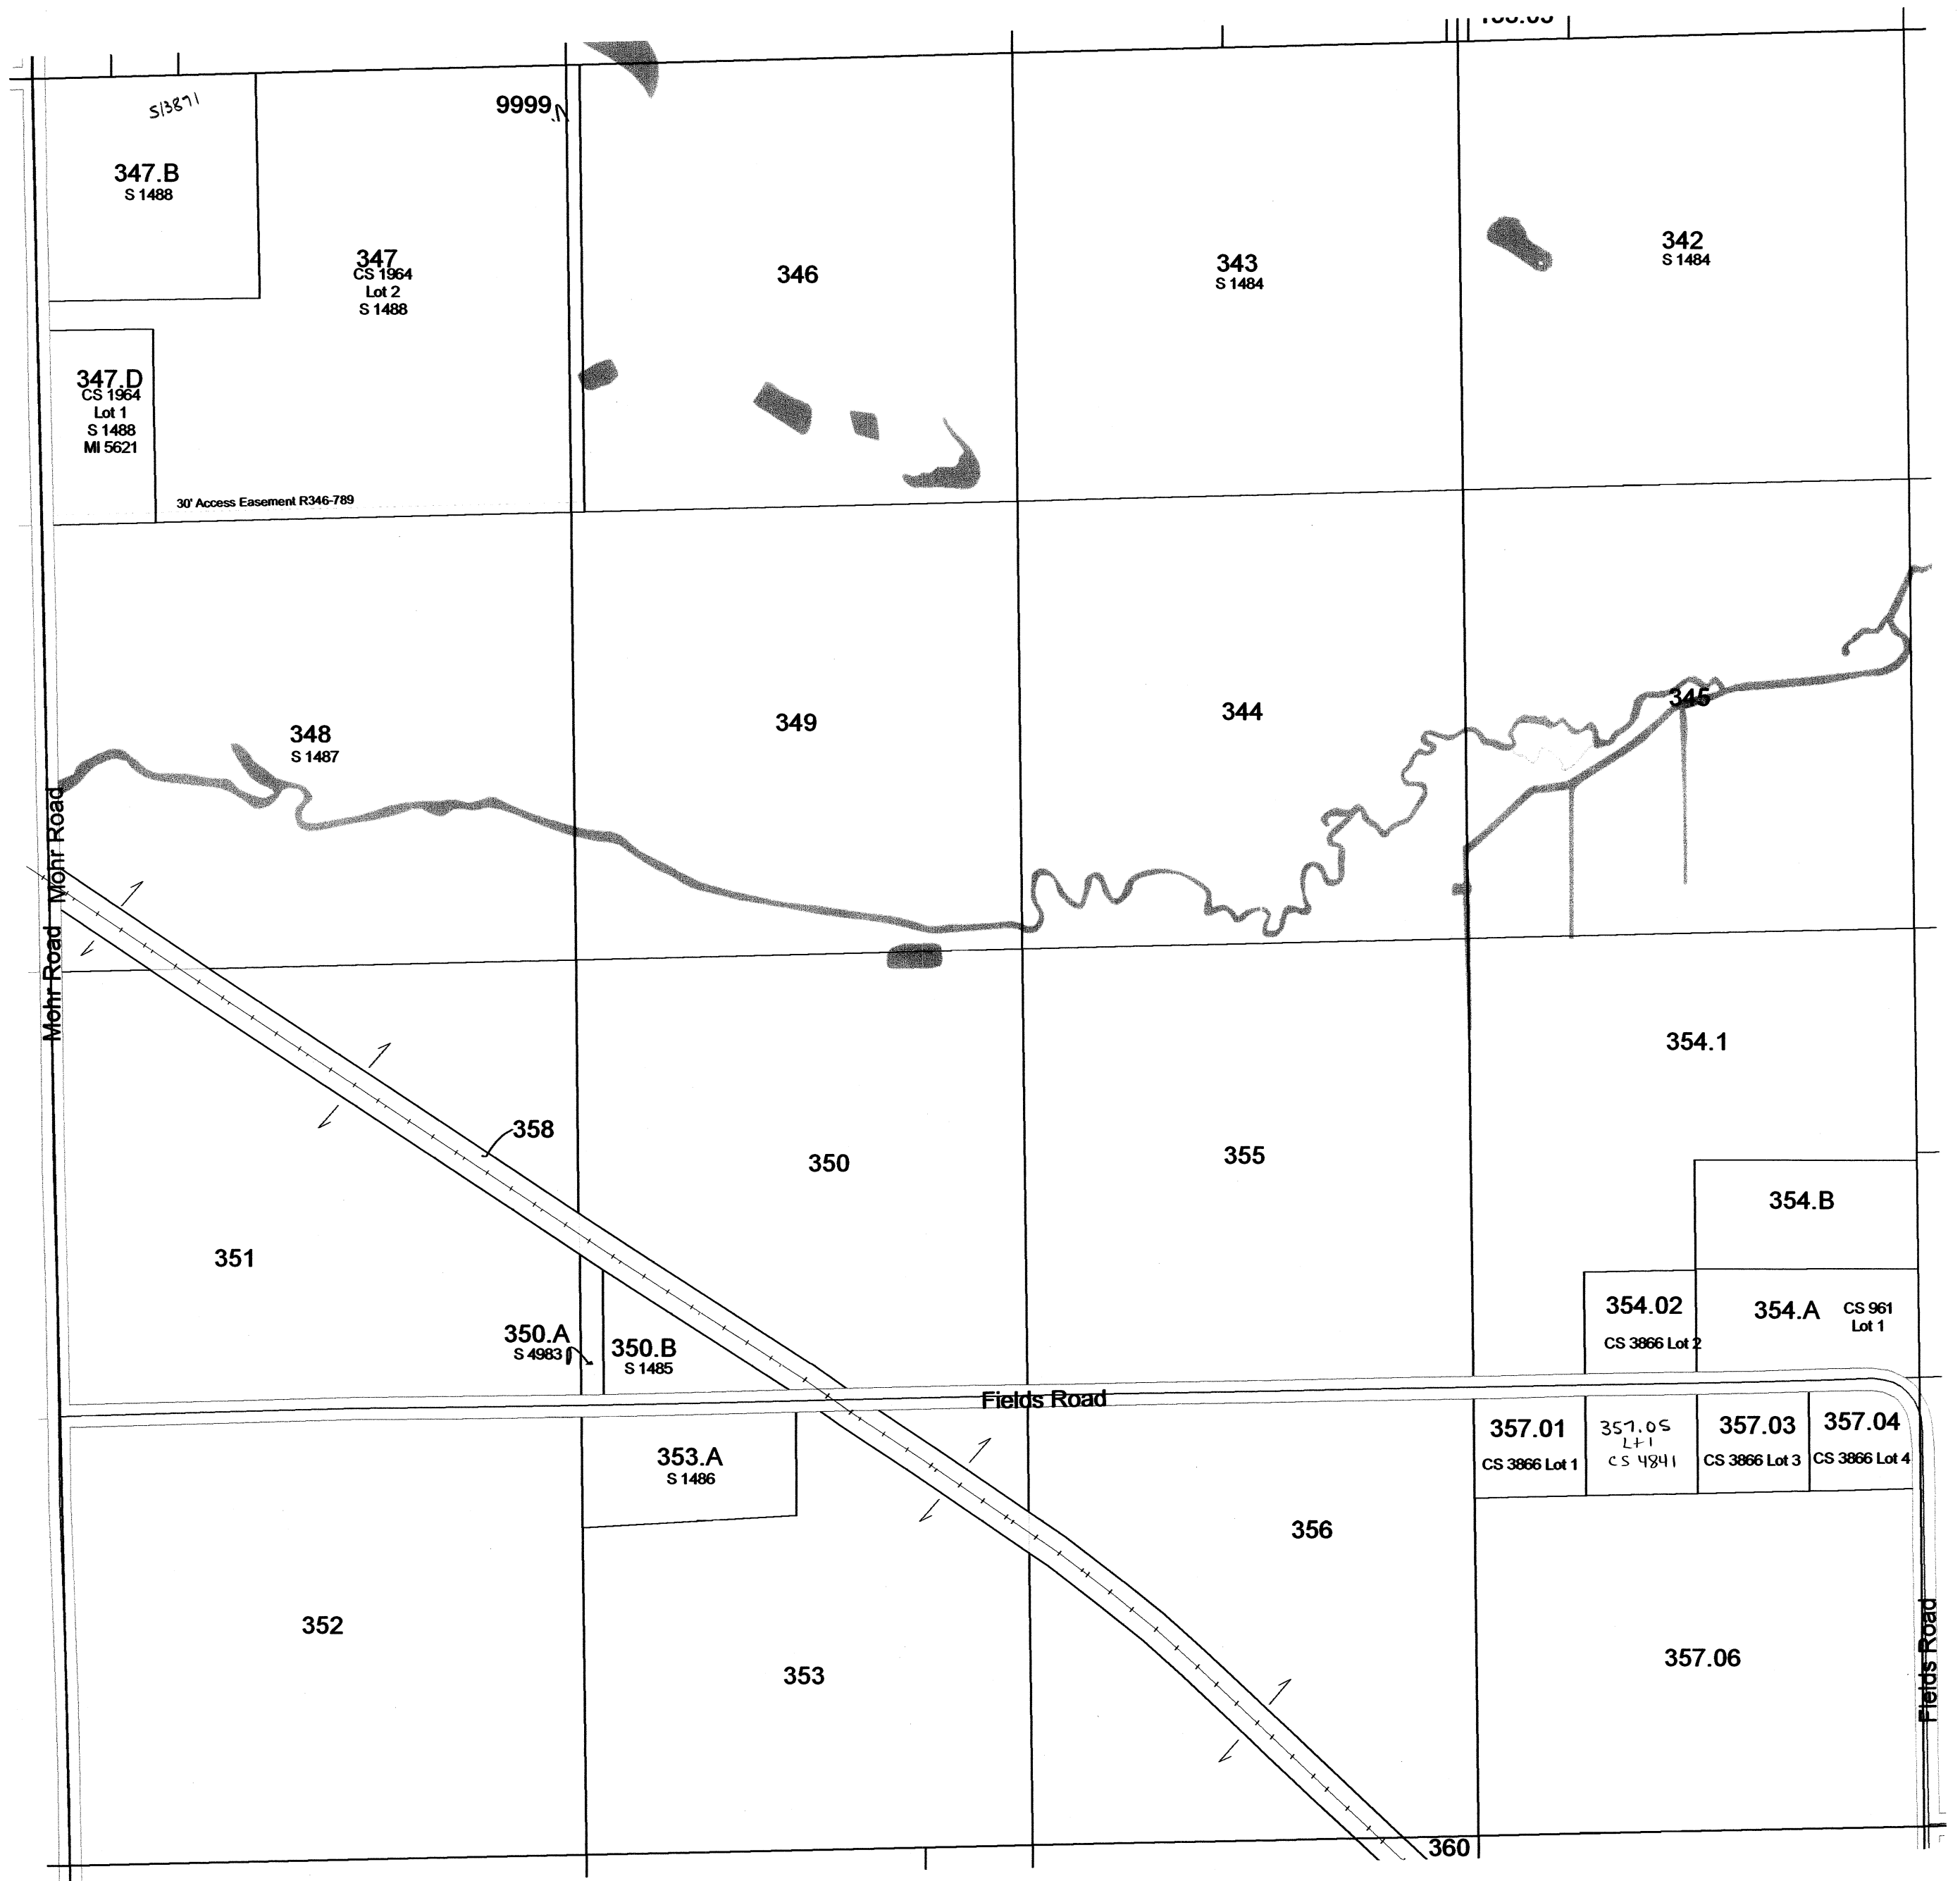 S13871
9999
347.B
S 1488
347
CS 1964
Lot 2
S 1488
346
343
S 1484
342
S 1484
347.D
CS 1964
Lot 1
S 1488
MI 5621
30' Access Easement R346-789
348
S 1487
349
344
345
Mohr Road
Mohr Road
354.1
358
350
355
354.B
351
354.02
CS 3866 Lot 2
354.A
CS 961
Lot 1
350.A
S 4983
350.B
S 1485
Fields Road
353.A
S 1486
357.01
CS 3866 Lot 1
357.05
Lt 1
CS 4841
357.03
CS 3866 Lot 3
357.04
CS 3866 Lot 4
356
352
353
357.06
Fields Road
360